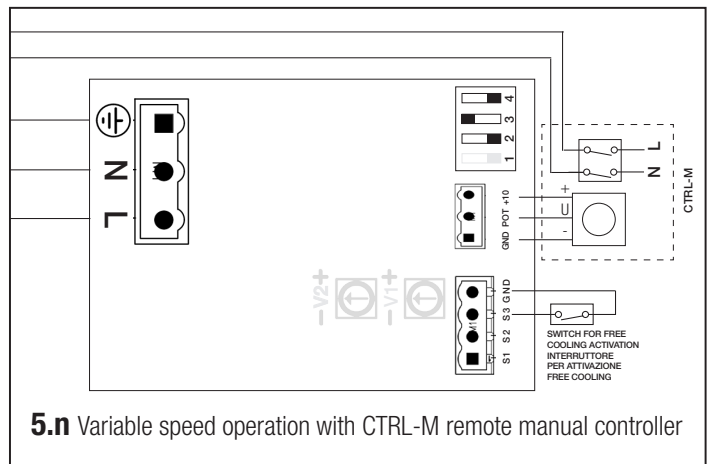 N
L
4
3
2
1
L
N
CTRL-M
+
U
-
+10
POT
GND
-V2+
-V1+
GND
S3
S2
S1
SWITCH FOR FREE
COOLING ACTIVATION
INTERRUTTORE
PER ATTIVAZIONE
FREE COOLING
5.n Variable speed operation with CTRL-M remote manual controller